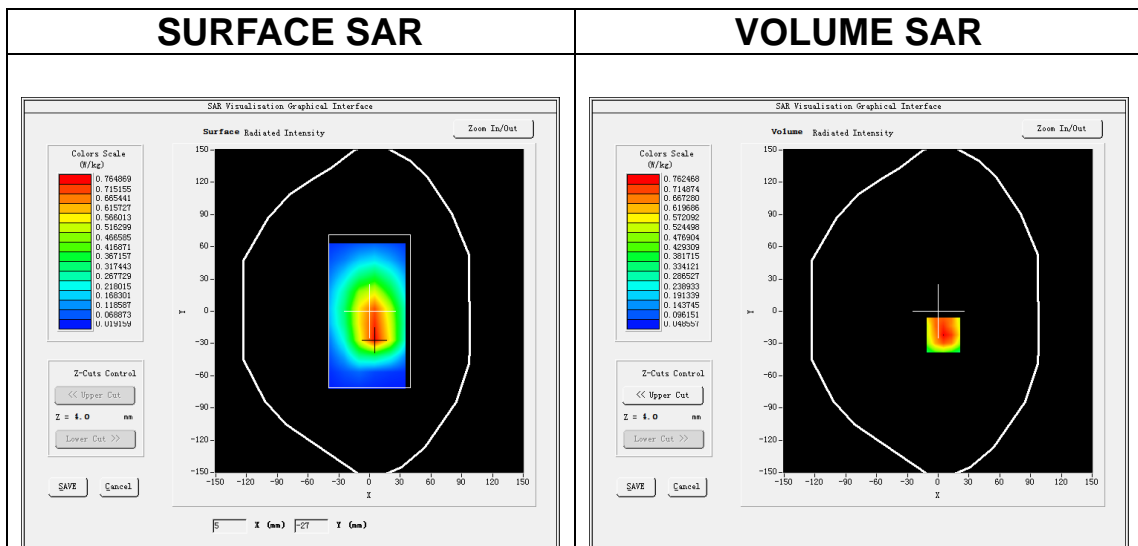 SURFACE SAR
VOLUME SAR
SAR Visualisation Graphical Interface
Surface Radiated Intensity
Zoom In/Out
Colors Scale
(W/kg)
0.764869
0.715155
0.665441
0.615727
0.566013
0.516299
0.466585
0.416871
0.367157
0.317443
0.267729
0.218015
0.168301
0.118587
0.068873
0.019159
150
120
90
60
30
0
-30
-60
-90
-120
-150
Y
-150 -120 -90 -60 -30 0 30 60 90 120 150
X
Z-Cuts Control
<< Upper Cut
Z = 4.0 mm
Lower Cut >>
SAVE Cancel
5 X (mm) -27 Y (mm)
SAR Visualisation Graphical Interface
Volume Radiated Intensity
Zoom In/Out
Colors Scale
(W/kg)
0.762468
0.714874
0.667280
0.619686
0.572092
0.524498
0.476904
0.429309
0.381715
0.334121
0.286527
0.238933
0.191339
0.143745
0.096151
0.048557
150
120
90
60
30
0
-30
-60
-90
-120
-150
Y
-150 -120 -90 -60 -30 0 30 60 90 120 150
X
Z-Cuts Control
<< Upper Cut
Z = 4.0 mm
Lower Cut >>
SAVE Cancel